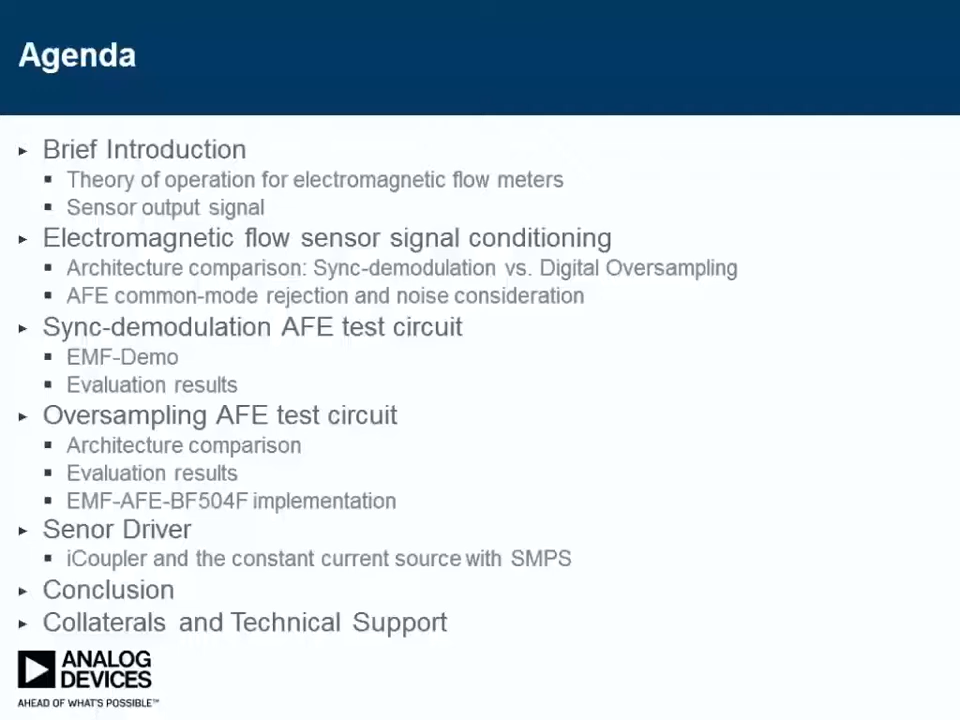 Agenda
▸ Brief Introduction
▪ Theory of operation for electromagnetic flow meters
▪ Sensor output signal
▸ Electromagnetic flow sensor signal conditioning
▪ Architecture comparison: Sync-demodulation vs. Digital Oversampling
▪ AFE common-mode rejection and noise consideration
▸ Sync-demodulation AFE test circuit
▪ EMF-Demo
▪ Evaluation results
▸ Oversampling AFE test circuit
▪ Architecture comparison
▪ Evaluation results
▪ EMF-AFE-BF504F implementation
▸ Senor Driver
▪ iCoupler and the constant current source with SMPS
▸ Conclusion
▸ Collaterals and Technical Support
ANALOG
DEVICES
AHEAD OF WHAT'S POSSIBLE™